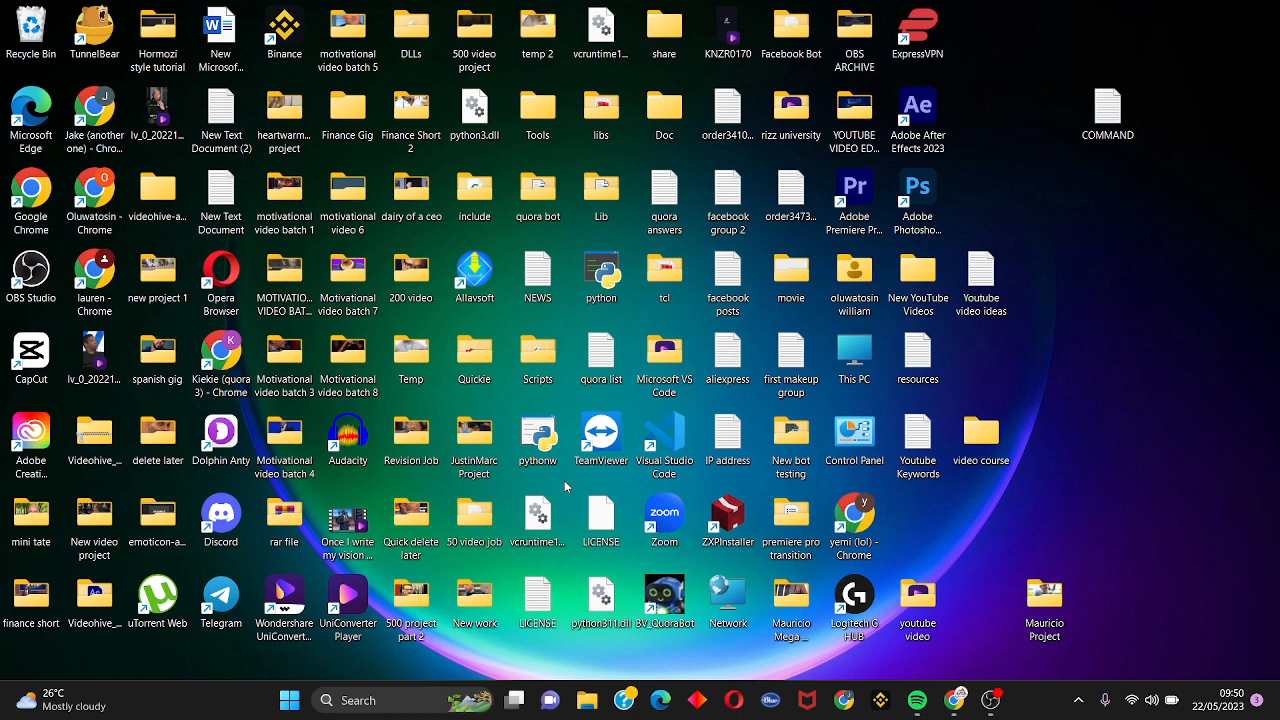 Recycle Bin
TunnelBear
Hormozi
style tutorial
New
Microsof...
Binance
motivational
video batch 5
DLLs
500 video
project
temp 2
vcruntime1...
share
KNZR0170
Facebook Bot
OBS
ARCHIVE
ExpressVPN
Microsoft
Edge
Jake (another
one) - Chro...
lv_0_20221...
New Text
Document (2)
heartwarm...
project
Finance Gig
Finance Short
2
python3.dll
Tools
libs
Doc
order3410...
rizz university
YOUTUBE
VIDEO ED...
Adobe After
Effects 2023
COMMAND
Google
Chrome
Oluwatosin -
Chrome
videohive-a...
New Text
Document
motivational
video batch 1
motivational
video 6
dairy of a ceo
include
quora bot
Lib
quora
answers
facebook
group 2
order3473...
Adobe
Premiere Pr...
Adobe
Photosho...
OBS Studio
lauren -
Chrome
new project 1
Opera
Browser
MOTIVATIO...
VIDEO BAT...
Motivational
video batch 7
200 video
Allavsoft
NEWS
python
tcl
facebook
posts
movie
oluwatosin
william
New YouTube
Videos
Youtube
video ideas
Capcut
lv_0_20221...
spanish gig
Klekie (quora
3) - Chrome
Motivational
video batch 3
Motivational
video batch 8
Temp
Quickie
Scripts
quora list
Microsoft VS
Code
aliexpress
first makeup
group
This PC
resources
Adobe
Creati...
Videohive_...
delete later
Dolphin Anty
Motivational
video batch 4
Audacity
Revision Job
JustinMarc
Project
pythonw
TeamViewer
Visual Studio
Code
IP address
New bot
testing
Control Panel
Youtube
Keywords
video course
mmi tate
New video
project
emoticon-a...
Discord
rar file
Once I write
my vision ...
Quick delete
later
50 video job
vcruntime1...
LICENSE
zoom
Zoom
ZXPInstaller
premiere pro
transition
yemi (lol) -
Chrome
finance short
Videohive_...
uTorrent Web
Telegram
Wondershare
UniConvert...
UniConverter
Player
500 project
part 2
New work
LICENSE
python311.dll
BV_QuoraBot
Network
Mauricio
Mega ...
Logitech G
HUB
youtube
video
Mauricio
Project
26°C
Mostly cloudy
Search
3:50
22/05/2023
3